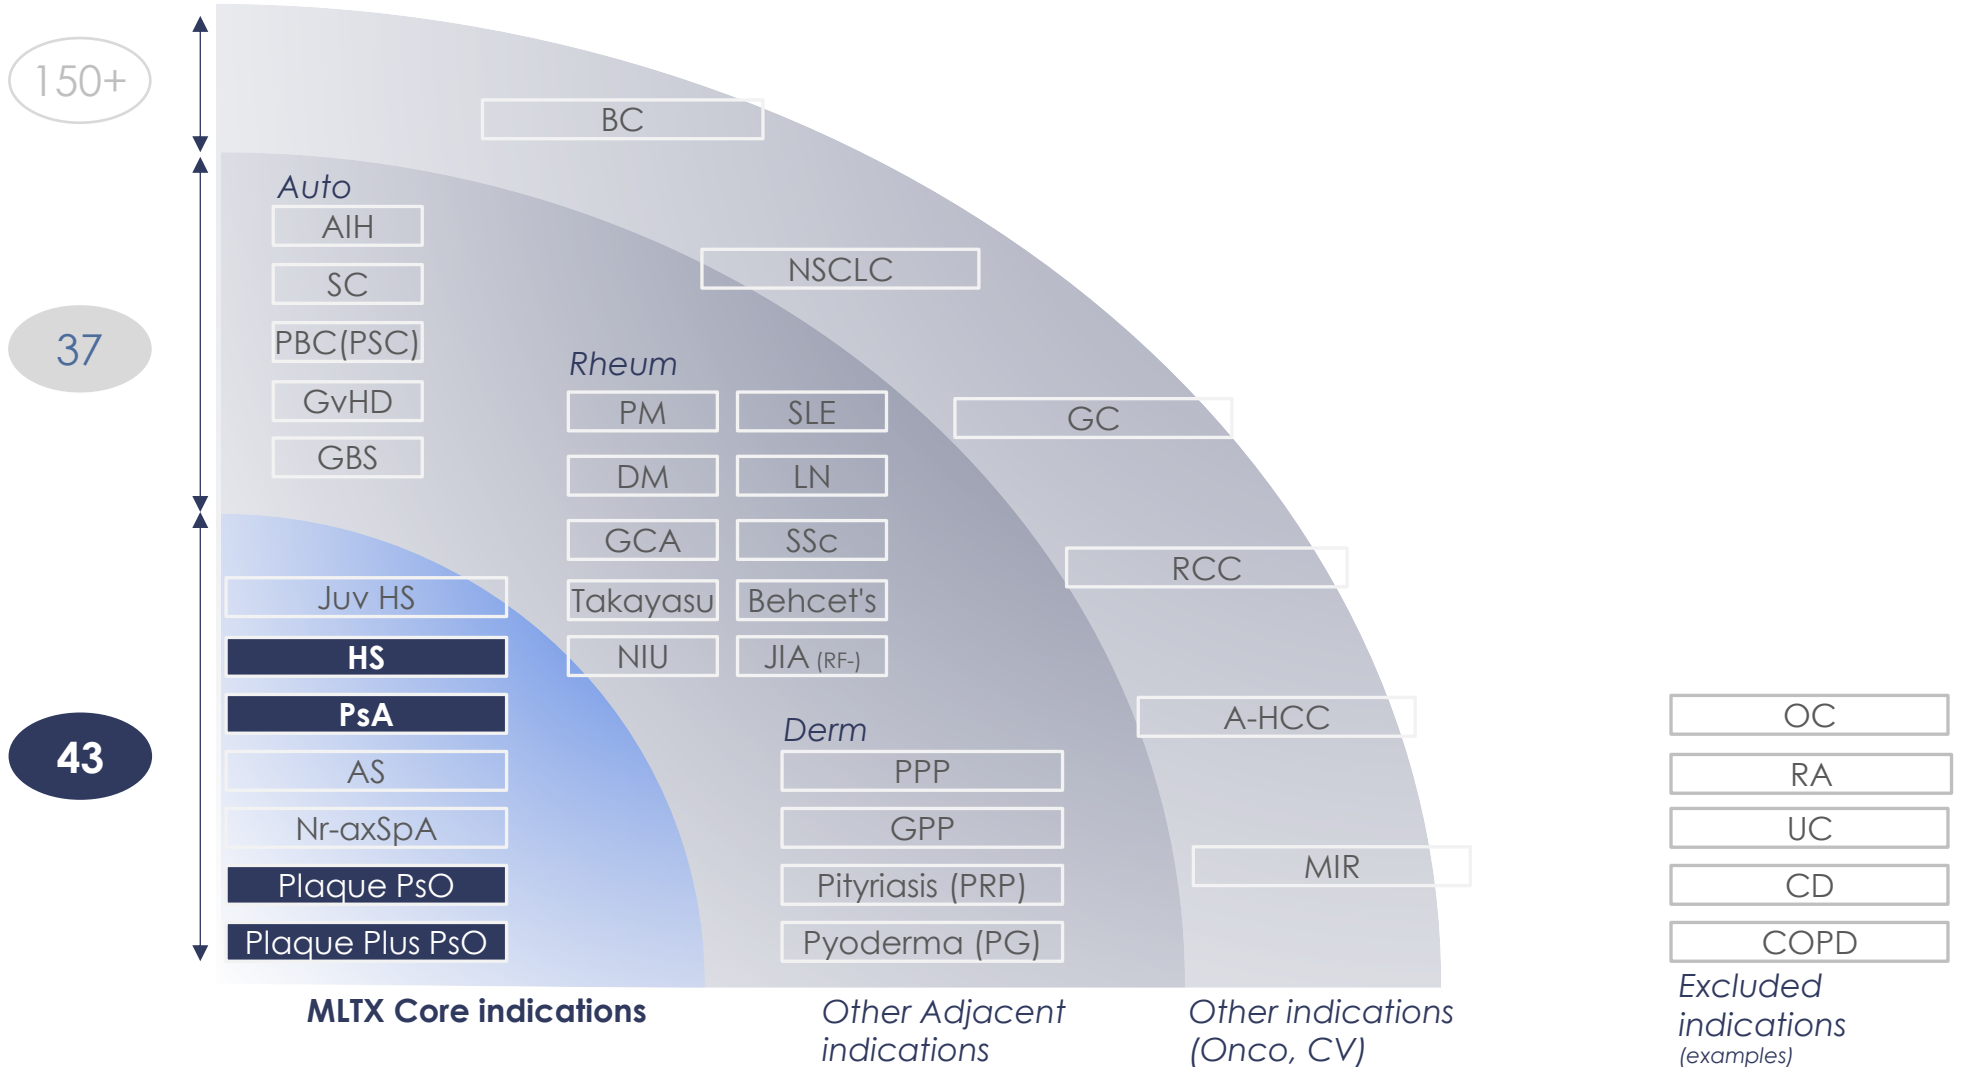 150+
BC
Auto
AIH
SC
PBC(PSC)
GvHD
GBS
NSCLC
37
Rheum
PM
SLE
DM
LN
GCA
SSc
Takayasu
Behcet's
NIU
JIA (RF-)
GC
RCC
A-HCC
MIR
Derm
PPP
GPP
Pityriasis (PRP)
Pyoderma (PG)
43
Juv HS
HS
PsA
AS
Nr-axSpA
Plaque PsO
Plaque Plus PsO
OC
RA
UC
CD
COPD
MLTX Core indications
Other Adjacent
indications
Other indications
(Onco, CV)
Excluded
indications
(examples)